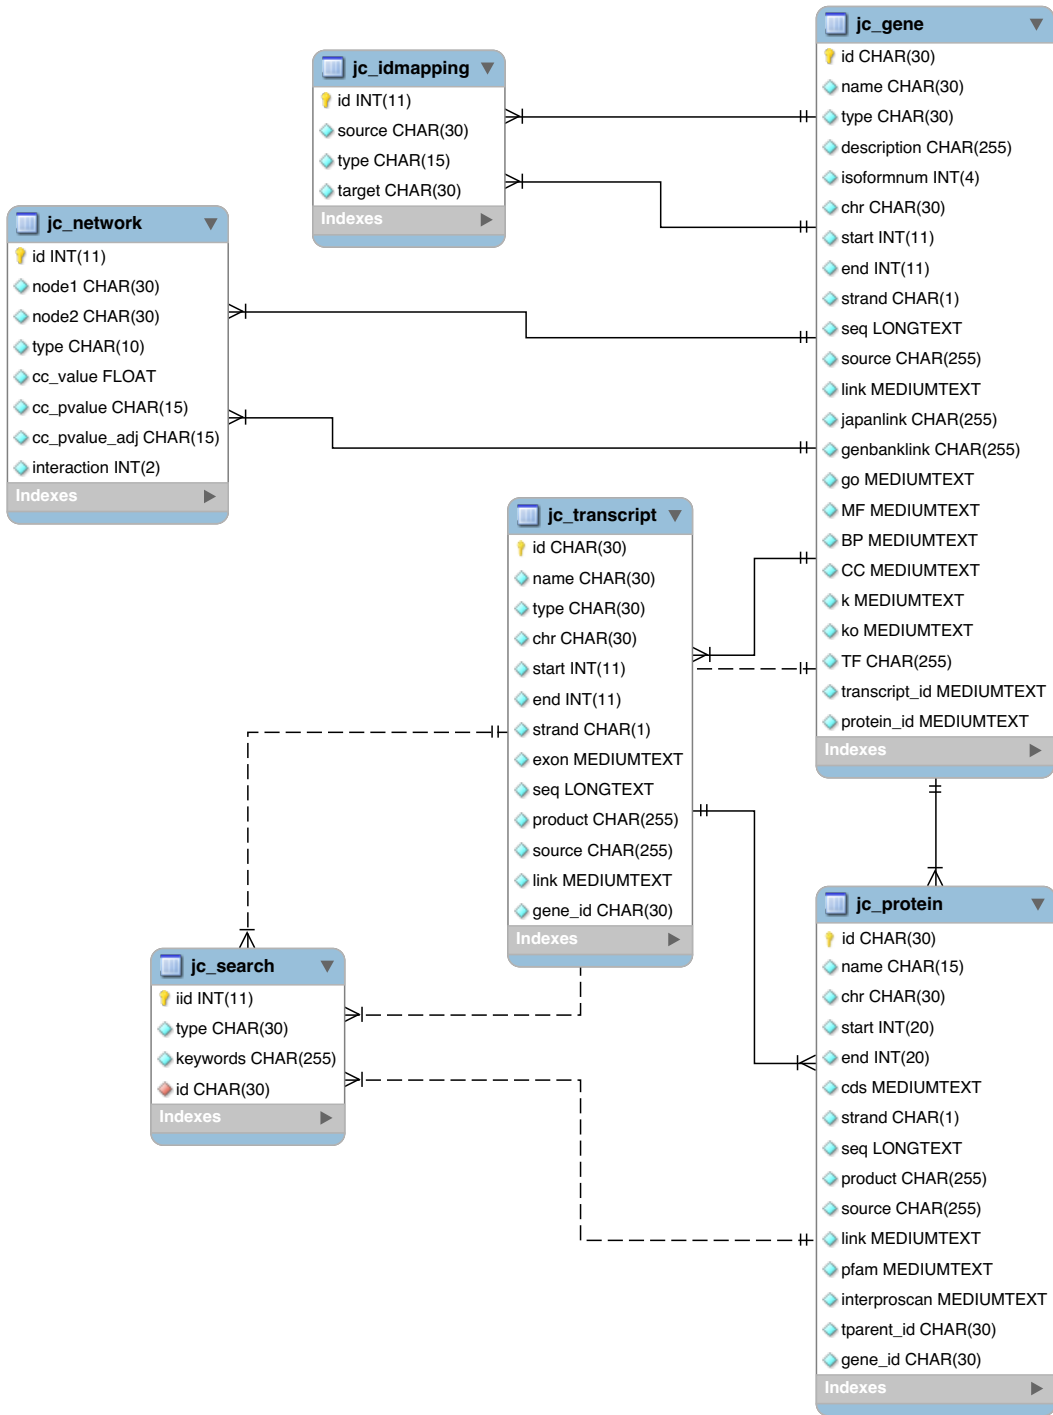 jc_gene
id CHAR(30)
name CHAR(30)
type CHAR(30)
description CHAR(255)
isoformnum INT(4)
chr CHAR(30)
start INT(11)
end INT(11)
strand CHAR(1)
seq LONGTEXT
source CHAR(255)
link MEDIUMTEXT
japanlink CHAR(255)
genbanklink CHAR(255)
go MEDIUMTEXT
MF MEDIUMTEXT
BP MEDIUMTEXT
CC MEDIUMTEXT
k MEDIUMTEXT
ko MEDIUMTEXT
TF CHAR(255)
transcript_id MEDIUMTEXT
protein_id MEDIUMTEXT
Indexes
jc_idmapping
id INT(11)
source CHAR(30)
type CHAR(15)
target CHAR(30)
Indexes
jc_network
id INT(11)
node1 CHAR(30)
node2 CHAR(30)
type CHAR(10)
cc_value FLOAT
cc_pvalue CHAR(15)
cc_pvalue_adj CHAR(15)
interaction INT(2)
Indexes
jc_transcript
id CHAR(30)
name CHAR(30)
type CHAR(30)
chr CHAR(30)
start INT(11)
end INT(11)
strand CHAR(1)
exon MEDIUMTEXT
seq LONGTEXT
product CHAR(255)
source CHAR(255)
link MEDIUMTEXT
gene_id CHAR(30)
Indexes
jc_search
iid INT(11)
type CHAR(30)
keywords CHAR(255)
id CHAR(30)
Indexes
jc_protein
id CHAR(30)
name CHAR(15)
chr CHAR(30)
start INT(20)
end INT(20)
cds MEDIUMTEXT
strand CHAR(1)
seq LONGTEXT
product CHAR(255)
source CHAR(255)
link MEDIUMTEXT
pfam MEDIUMTEXT
interproscan MEDIUMTEXT
tparent_id CHAR(30)
gene_id CHAR(30)
Indexes